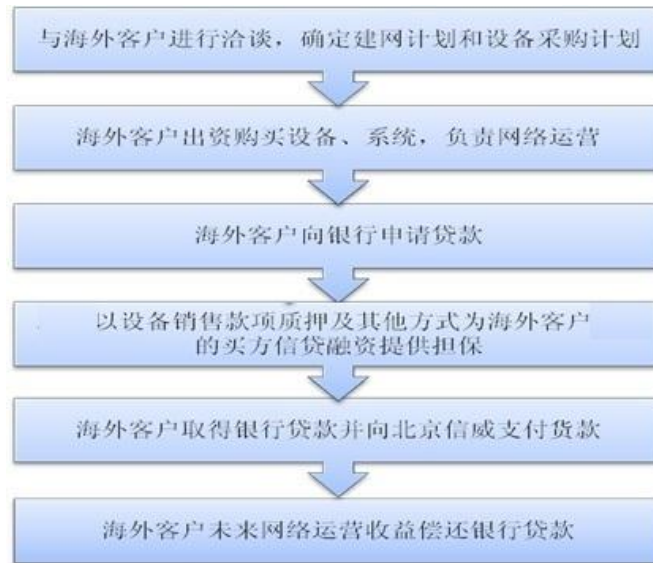 与海外客户进行洽谈，确定建网计划和设备采购计划
海外客户出资购买设备、系统，负责网络运营
海外客户向银行申请贷款
以设备销售款项质押及其他方式为海外客户
的买方信贷融资提供担保
海外客户取得银行贷款并向北京信威支付货款
海外客户未来网络运营收益偿还银行贷款